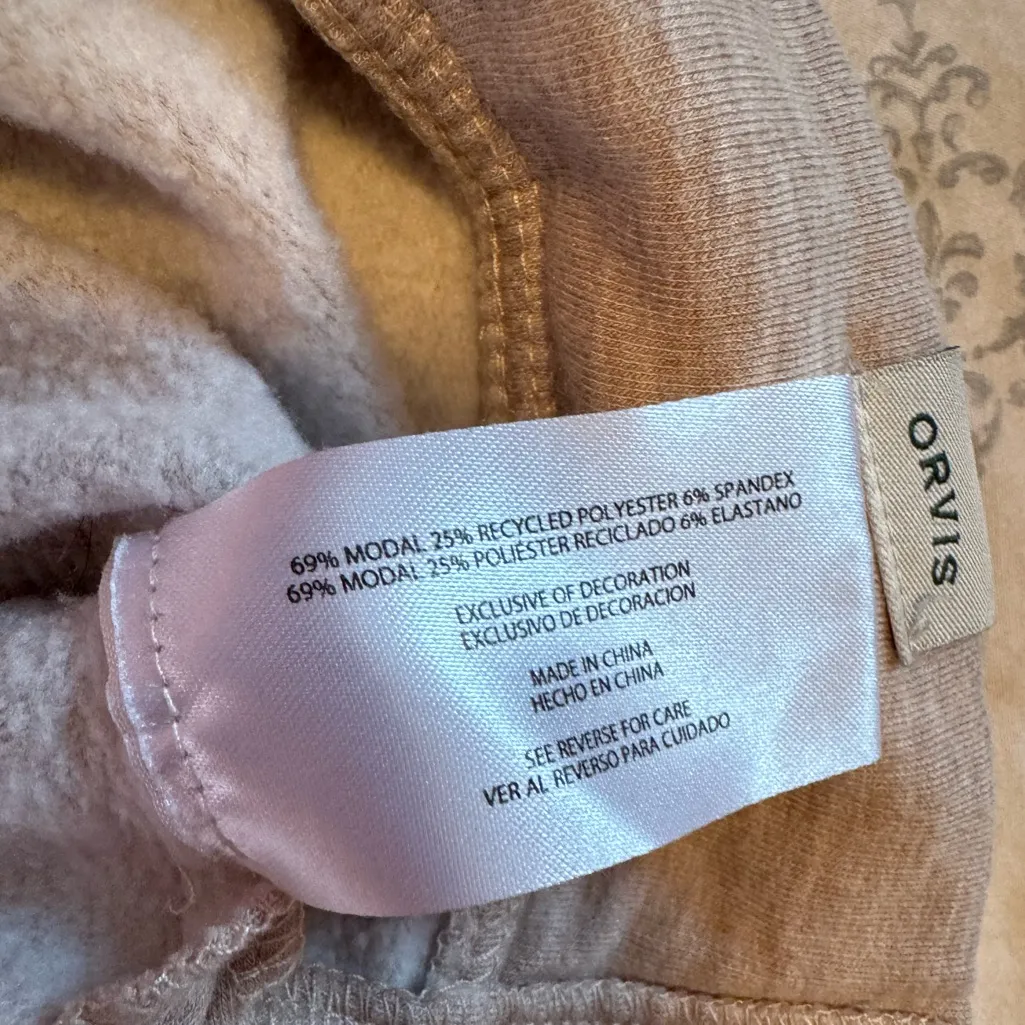 69% MODAL 25% RECYCLED POLYESTER 6% SPANDEX
69% MODAL 25% POLIÉSTER RECICLADO 6% ELASTANO
EXCLUSIVE OF DECORATION
EXCLUSIVO DE DECORACION
MADE IN CHINA
HECHO EN CHINA
SEE REVERSE FOR CARE
VER AL REVERSO PARA CUIDADO
ORVIS